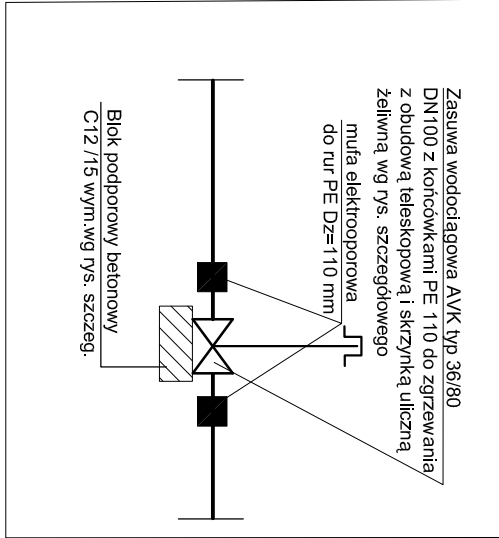 Zasuwa wodociągowa AVK typ 36/80
DN100 z końcówkami PE 110 do zgrzewania
z obudową teleskopową i skrzynką uliczną
żeliwną wg rys. szczegółowego
mufa elektrooporowa
do rur PE Dz=110 mm
Blok podporowy betonowy
C12 /15 wym.wg rys. szczeg.